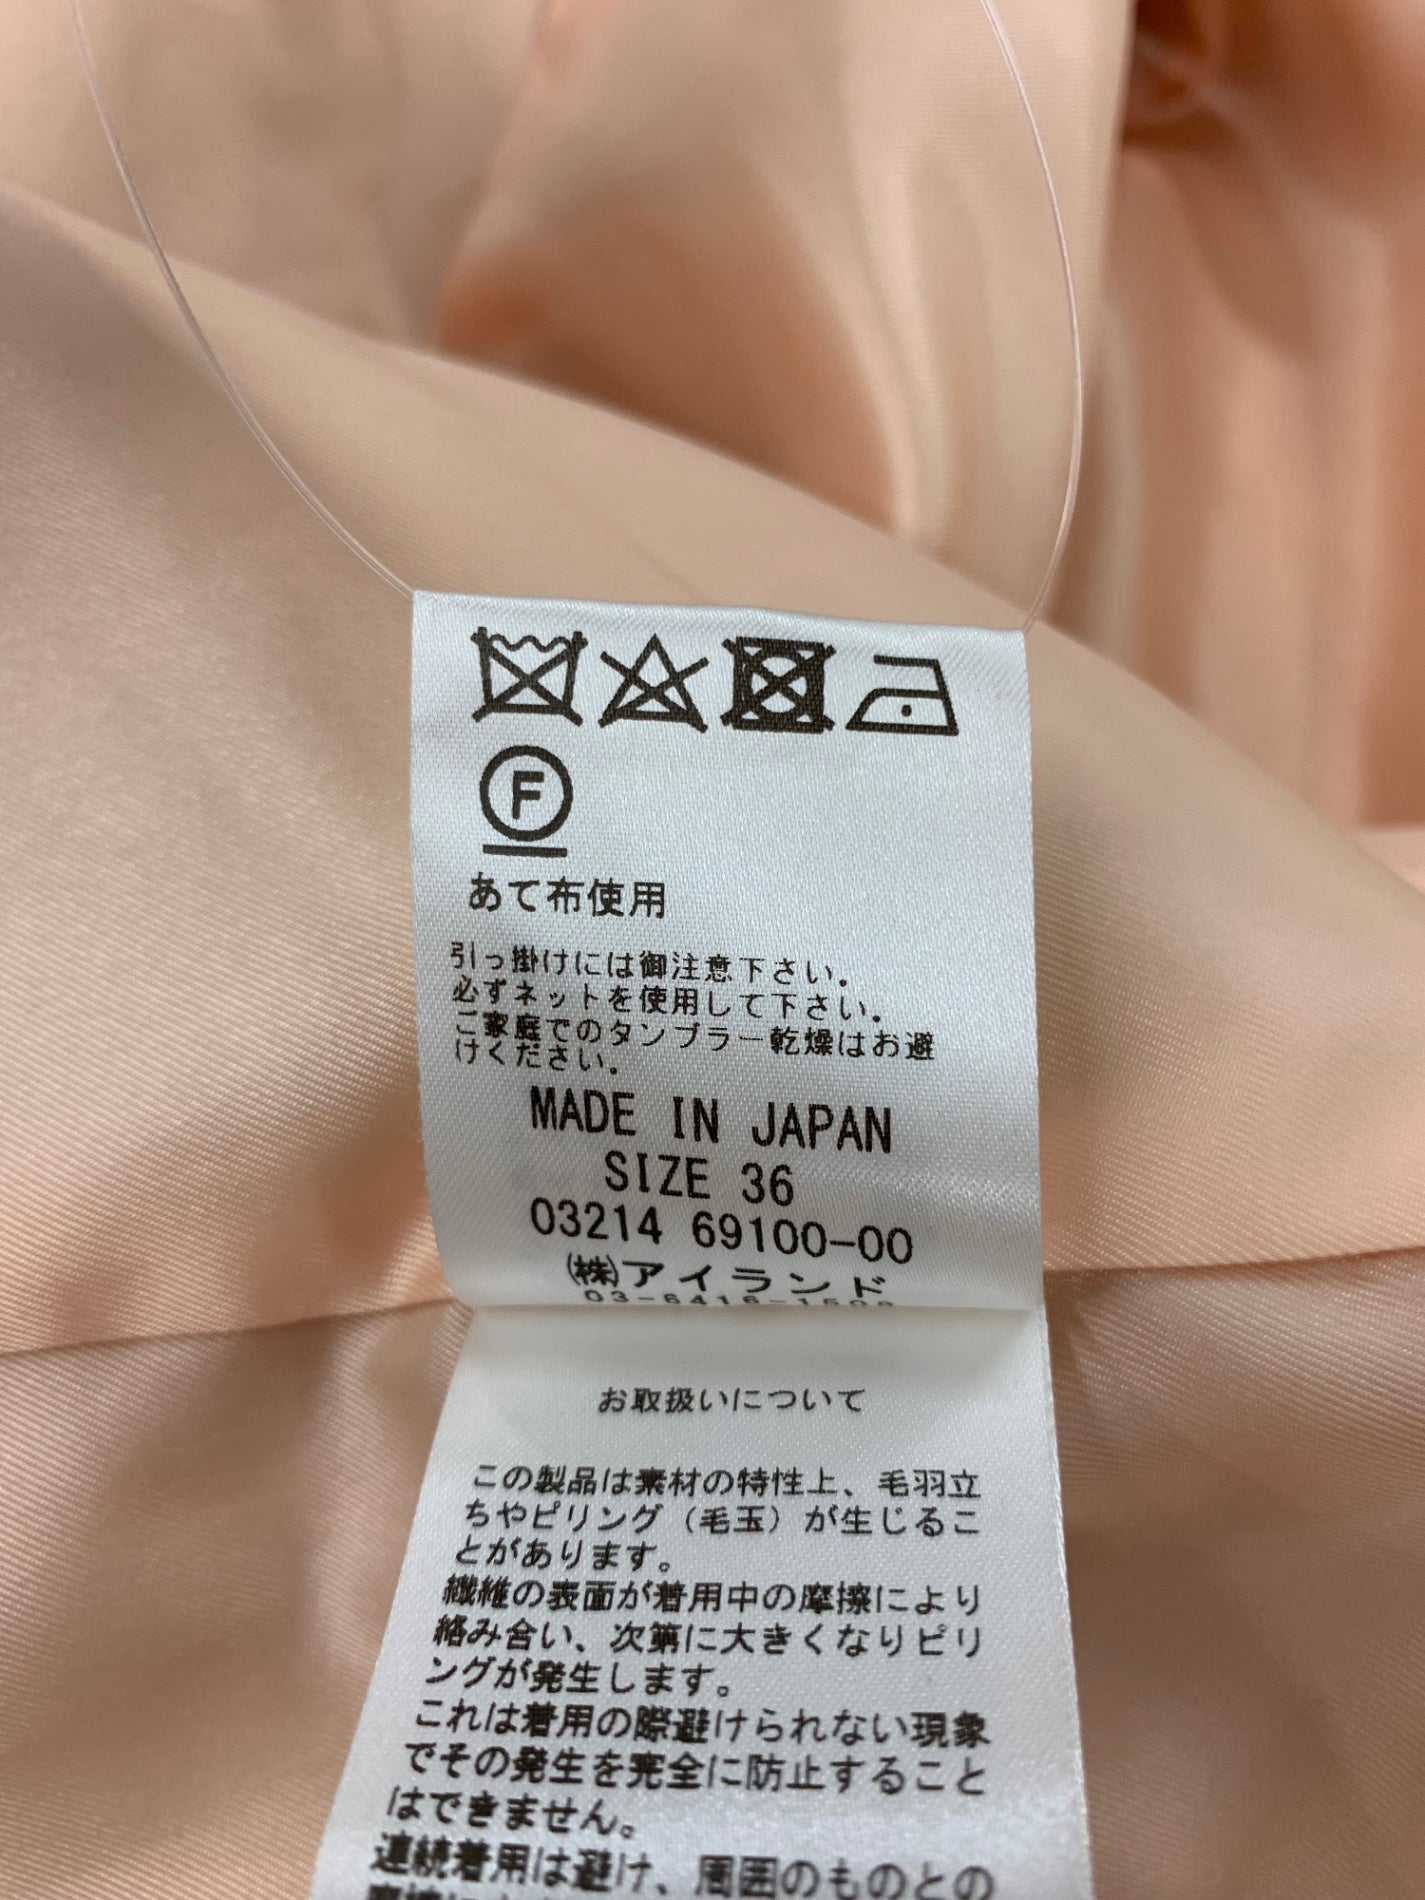 F
あて布使用
引っ掛けには御注意下さい。
必ずネットを使用して下さい。
ご家庭でのタンブラー乾燥はお避
けください。
MADE IN JAPAN
SIZE 36
03214 69100-00
㈱アイランド
お取扱いについて
この製品は素材の特性上、毛羽立
ちやピリング（毛玉）が生じるこ
とがあります。
繊維の表面が着用中の摩擦により
絡み合い、次第に大きくなりピリ
ングが発生します。
これは着用の際避けられない現象
でその発生を完全に防止すること
はできません。
連続着用は避け、周囲のものとの